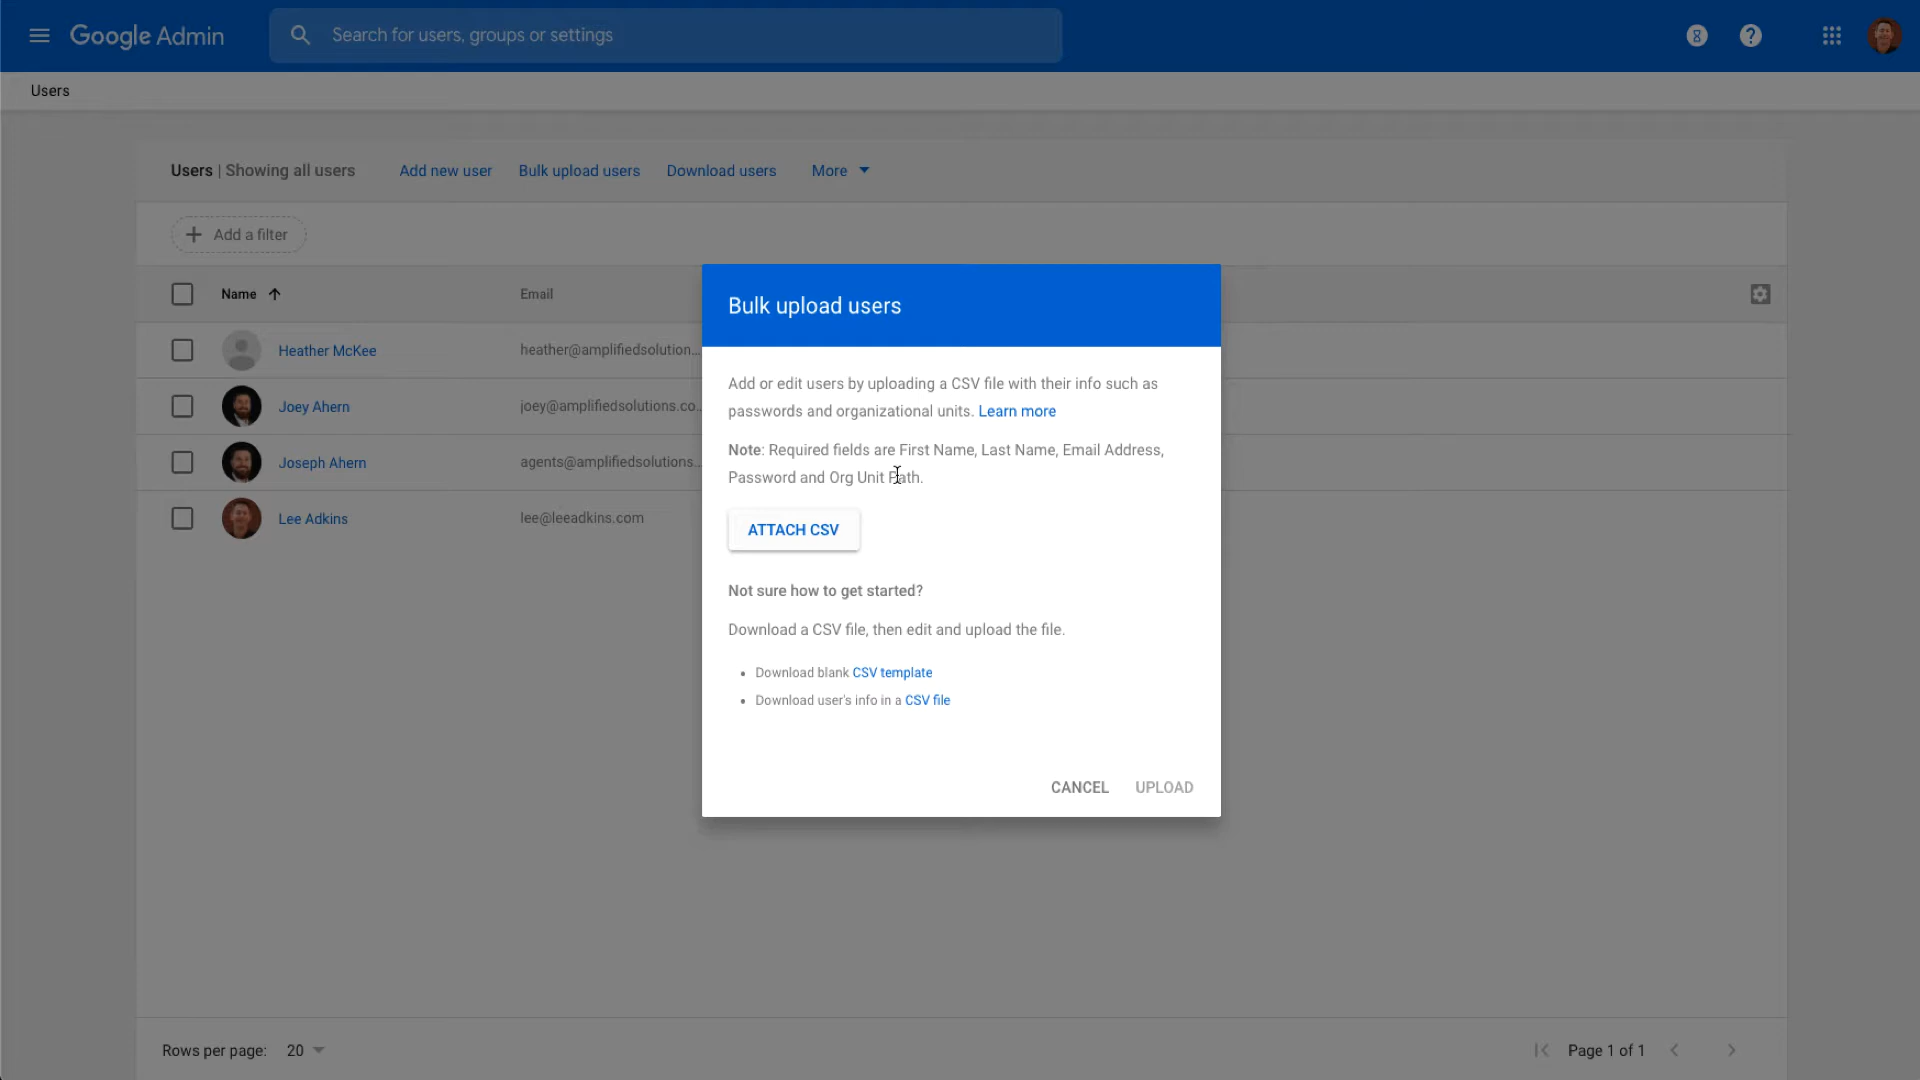 Google Admin
Search for users, groups or settings
Users
Users | Showing all users
Add new user
Bulk upload users
Download users
More
Add a filter
Name
Email
Heather McKee
heather@amplifiedsolution...
Joey Ahern
joey@amplifiedsolutions.co...
Joseph Ahern
agents@amplifiedsolutions...
Lee Adkins
lee@leeadkins.com
Bulk upload users
Add or edit users by uploading a CSV file with their info such as
passwords and organizational units. Learn more
Note: Required fields are First Name, Last Name, Email Address,
Password and Org Unit Path.
ATTACH CSV
Not sure how to get started?
Download a CSV file, then edit and upload the file.
• Download blank CSV template
• Download user's info in a CSV file
CANCEL
UPLOAD
Rows per page: 20
Page 1 of 1